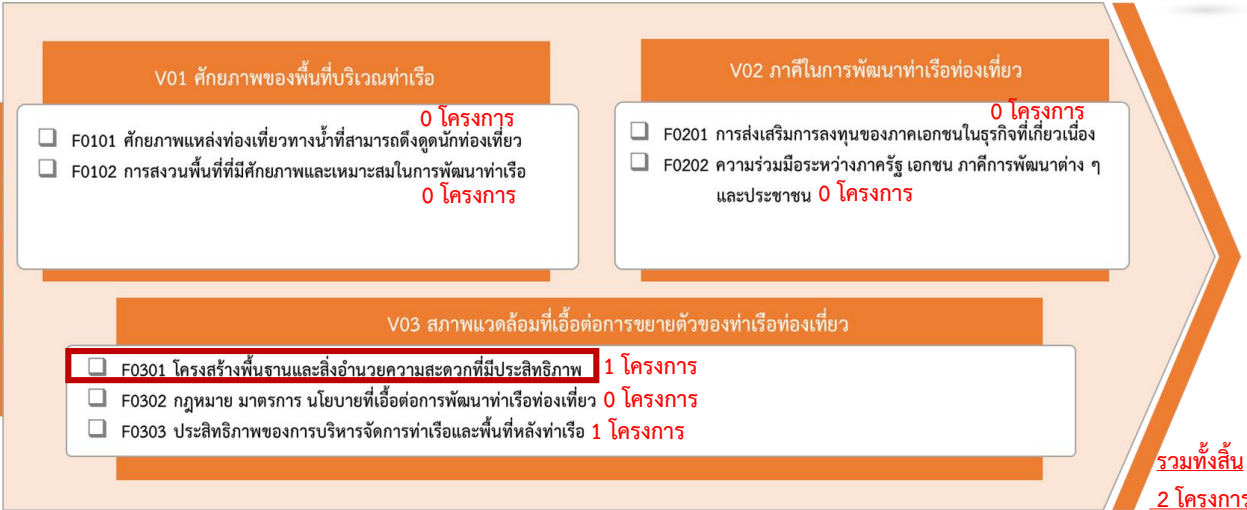 V01 ศักยภาพของพื้นที่บริเวณท่าเรือ
0 โครงการ
F0101 ศักยภาพแหล่งท่องเที่ยวทางน้ำที่สามารถดึงดูดนักท่องเที่ยว
F0102 การสงวนพื้นที่ที่มีศักยภาพและเหมาะสมในการพัฒนาท่าเรือ
0 โครงการ
V02 ภาคีในการพัฒนาท่าเรือท่องเที่ยว
0 โครงการ
F0201 การส่งเสริมการลงทุนของภาคเอกชนในธุรกิจที่เกี่ยวเนื่อง
F0202 ความร่วมมือระหว่างภาครัฐ เอกชน ภาคีการพัฒนาต่าง ๆ
และประชาชน 0 โครงการ
V03 สภาพแวดล้อมที่เอื้อต่อการขยายตัวของท่าเรือท่องเที่ยว
F0301 โครงสร้างพื้นฐานและสิ่งอำนวยความสะดวกที่มีประสิทธิภาพ 1 โครงการ
F0302 กฎหมาย มาตรการ นโยบายที่เอื้อต่อการพัฒนาท่าเรือท่องเที่ยว 0 โครงการ
F0303 ประสิทธิภาพของการบริหารจัดการท่าเรือและพื้นที่หลังท่าเรือ 1 โครงการ
รวมทั้งสิ้น
2 โครงการ